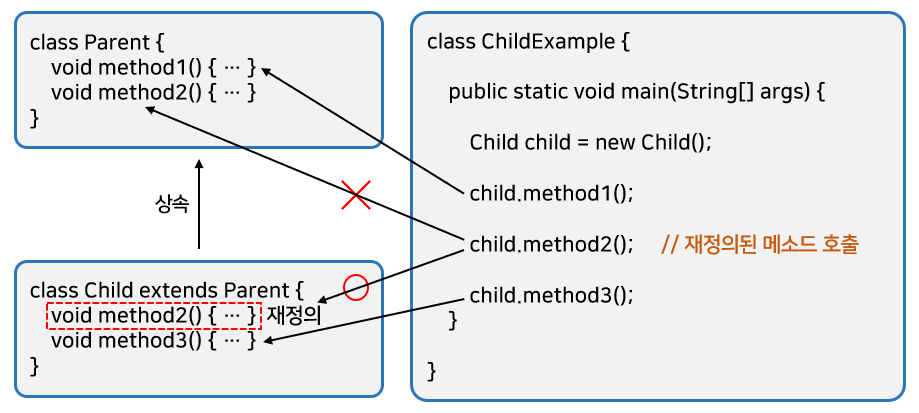 class Parent {
void method1() { ··· }
void method2() { ··· }
}
상속
class Child extends Parent {
void method2() { ··· } 재정의
void method3() { ··· }
}
class ChildExample {
public static void main(String[] args) {
Child child = new Child();
child.method1();
child.method2(); // 재정의된 메소드 호출
child.method3();
}
}